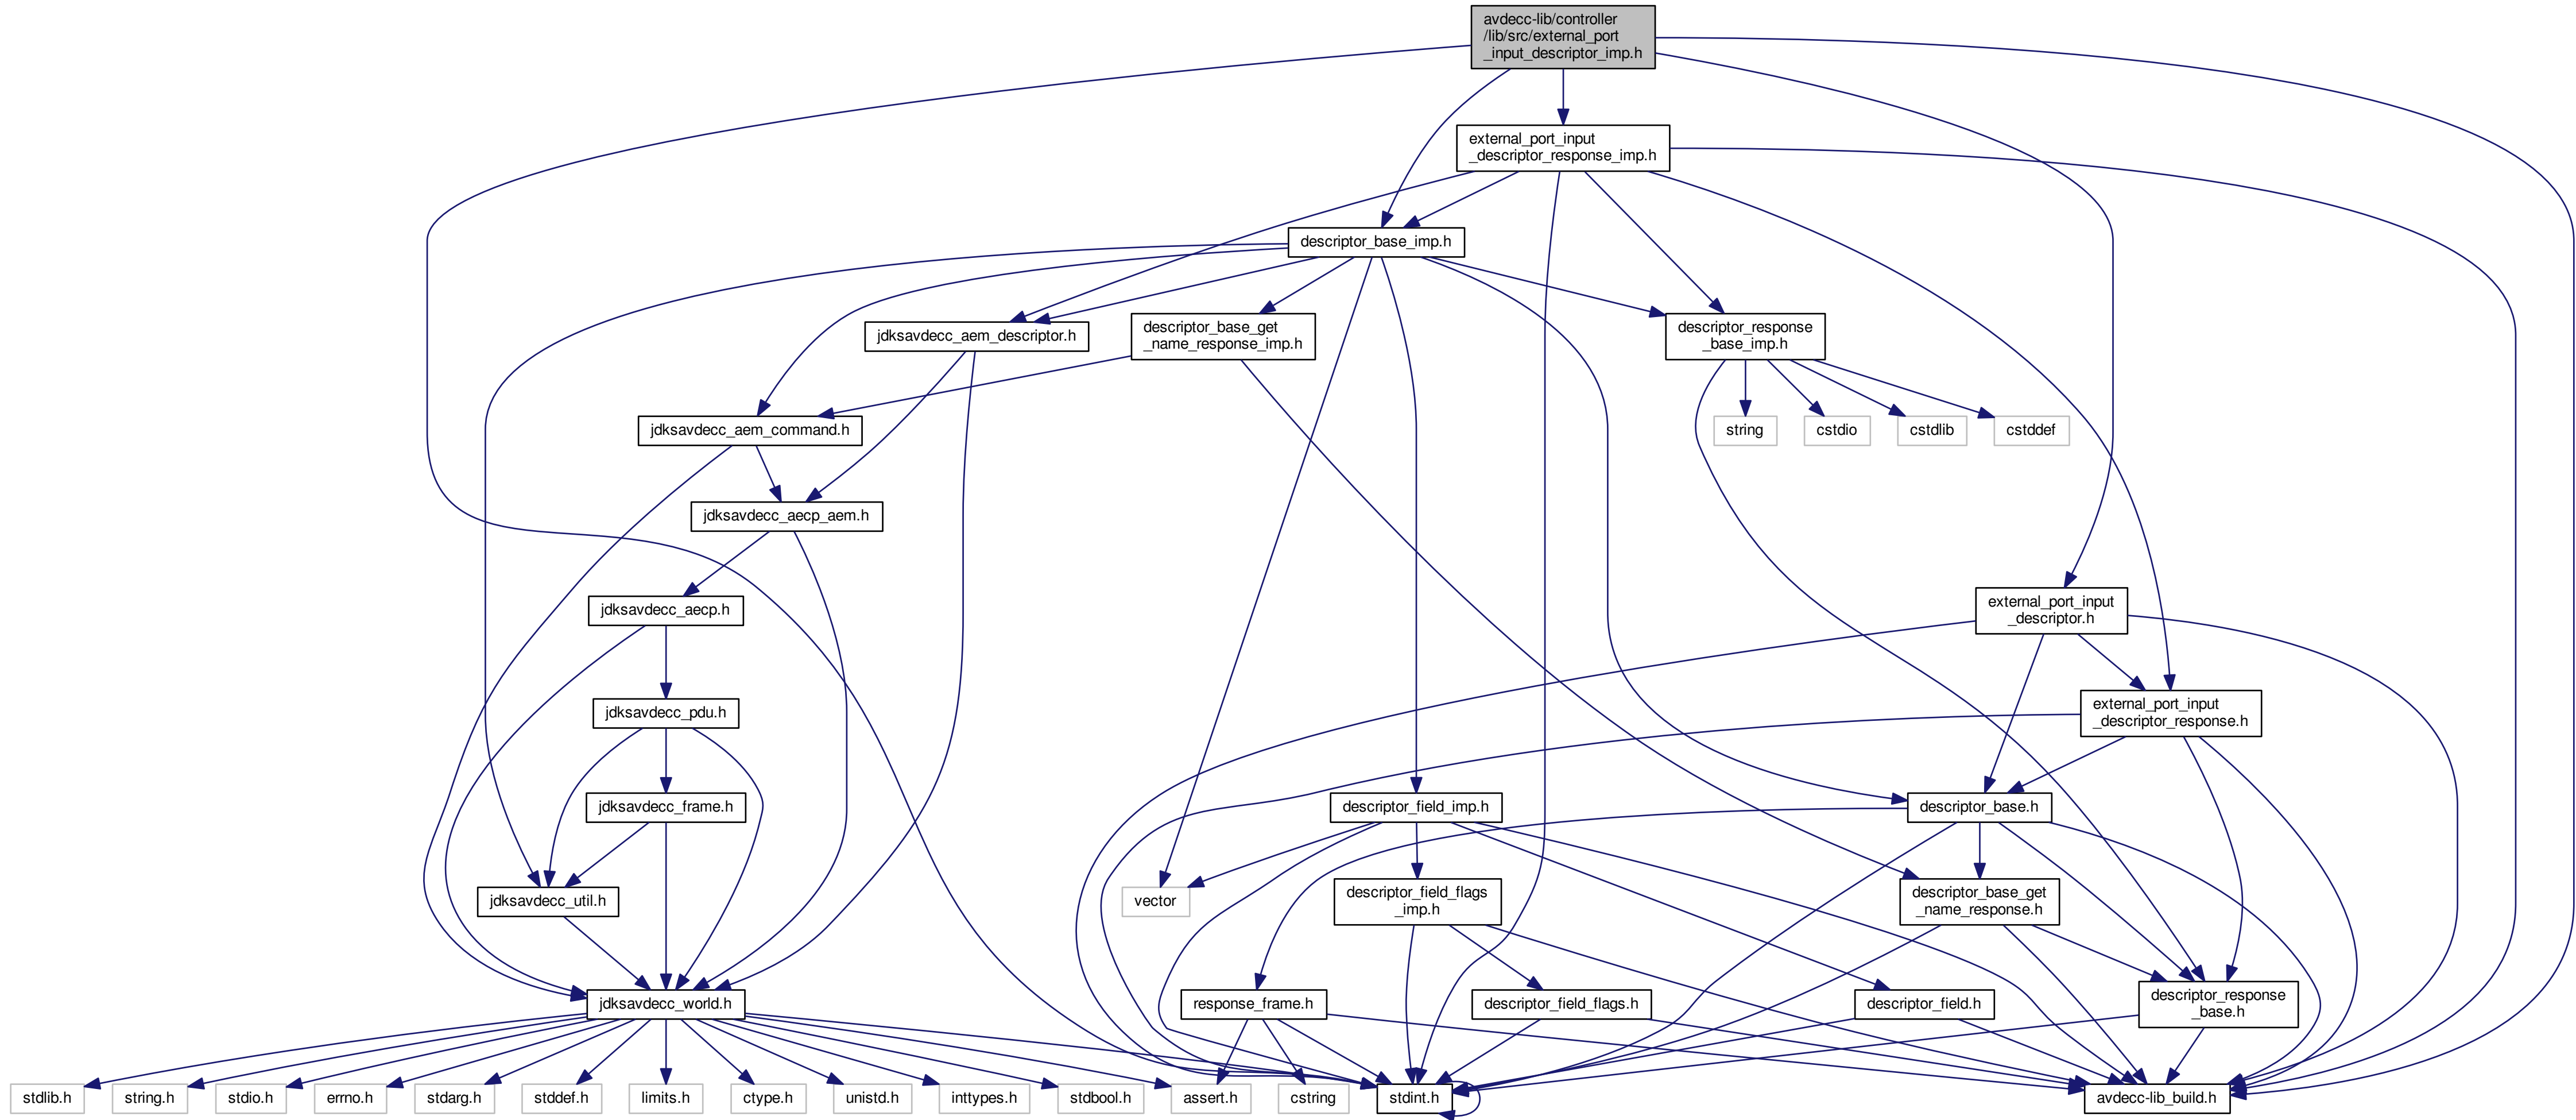 avdecc-lib/controller
/lib/src/external_port
_input_descriptor_imp.h
external_port_input
_descriptor_response_imp.h
descriptor_base_imp.h
jdksavdecc_aem_descriptor.h
descriptor_base_get
_name_response_imp.h
descriptor_response
_base_imp.h
jdksavdecc_aem_command.h
string
cstdio
cstdlib
cstddef
jdksavdecc_aecp_aem.h
jdksavdecc_aecp.h
external_port_input
_descriptor.h
jdksavdecc_pdu.h
external_port_input
_descriptor_response.h
jdksavdecc_frame.h
descriptor_field_imp.h
descriptor_base.h
jdksavdecc_util.h
vector
descriptor_field_flags
_imp.h
descriptor_base_get
_name_response.h
jdksavdecc_world.h
response_frame.h
descriptor_field_flags.h
descriptor_field.h
descriptor_response
_base.h
stdlib.h
string.h
stdio.h
errno.h
stdarg.h
stddef.h
limits.h
ctype.h
unistd.h
inttypes.h
stdbool.h
assert.h
cstring
stdint.h
avdecc-lib_build.h